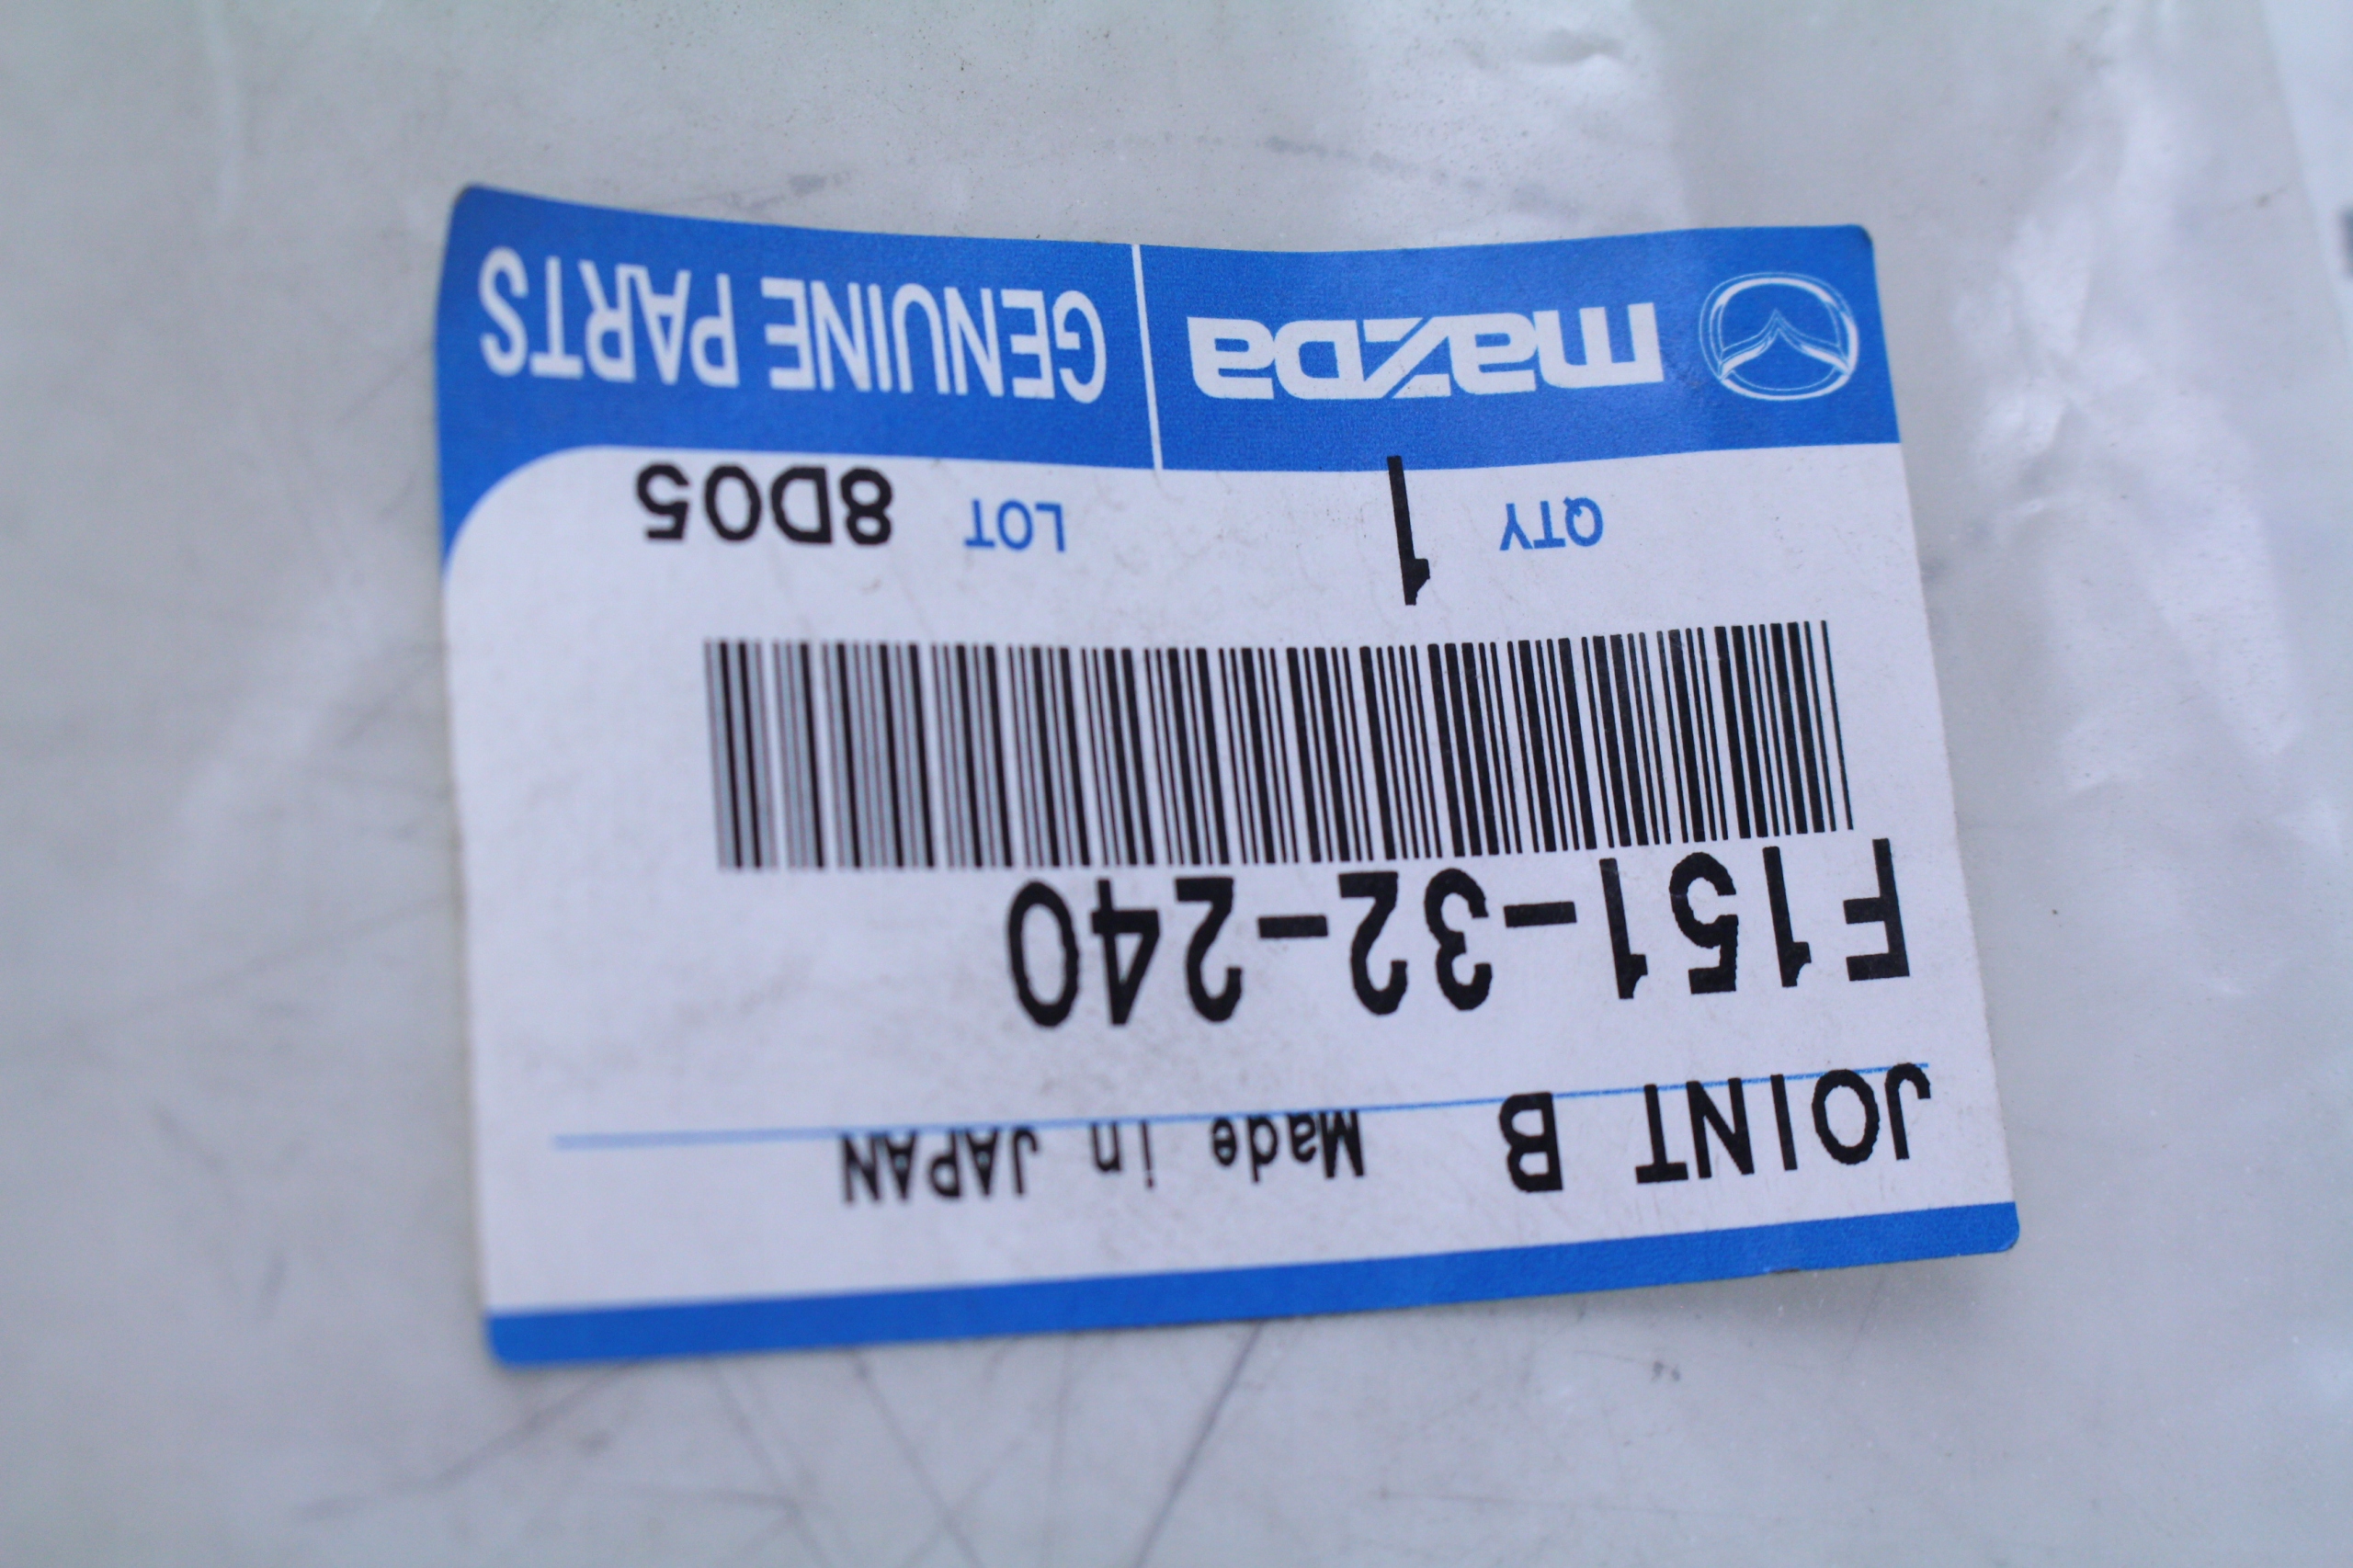 mazda GENUINE PARTS
QTY 1 LOT 8D05
F151-32-240
JOINT B Made in JAPAN